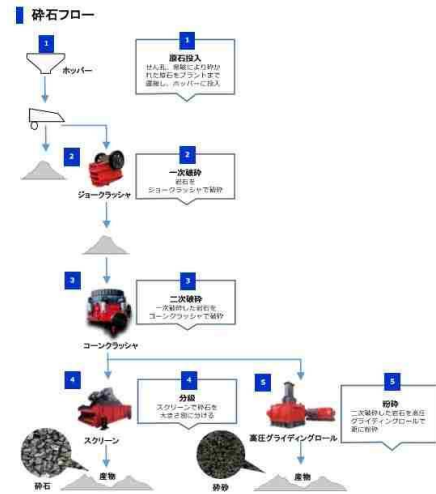 砕石フロー
1
ホッパー
1
原石投入
せん孔、発破により砕か
れた原石をプラントまで
運搬し、ホッパーに投入
2
ジョークラッシャ
2
一次破砕
岩石を
ジョークラッシャで破砕
3
コーンクラッシャ
3
二次破砕
一次破砕した岩石を
コーンクラッシャで破砕
4
スクリーン
4
分級
スクリーンで砕石を
大きさ別に分ける
5
高圧グライディングロール
5
粉砕
二次破砕した岩石を高圧
グライディングロールで
更に粉砕
砕石
産物
砕砂
産物